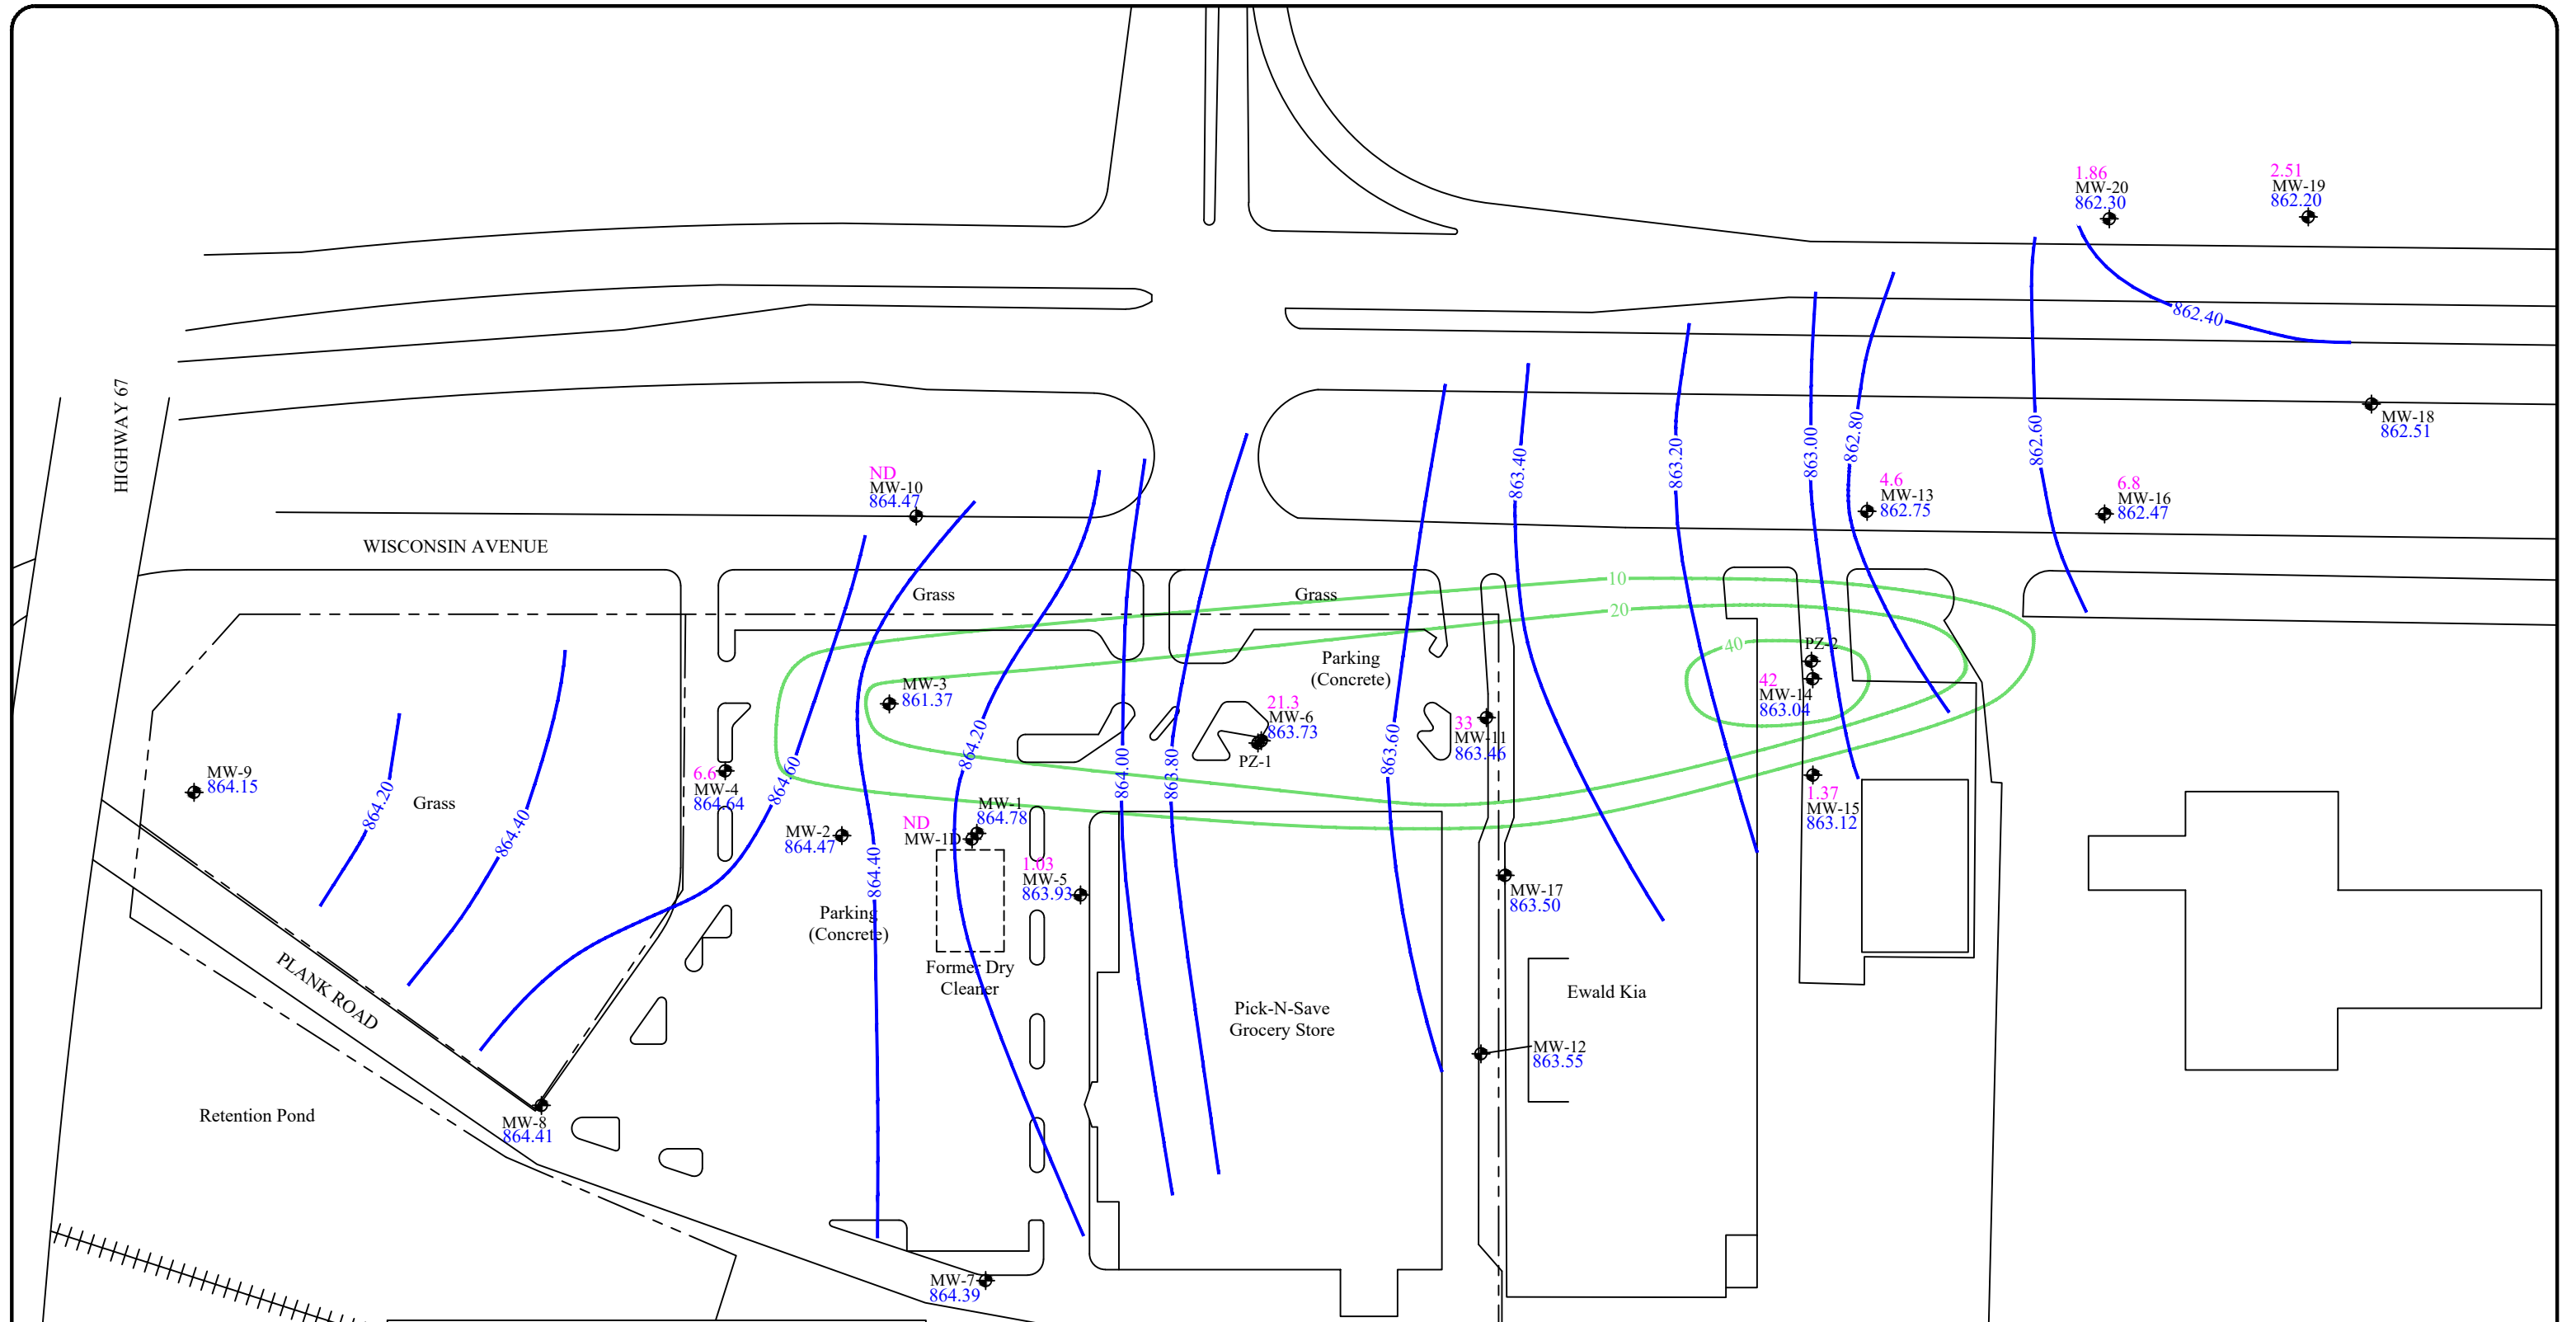 1.86
MW-20
862.30
2.51
MW-19
862.20
862.40
HIGHWAY 67
MW-18
862.51
ND
MW-10
864.47
863.40
863.20
863.00
862.80
862.60
4.6
MW-13
862.75
6.8
MW-16
862.47
WISCONSIN AVENUE
Grass
Grass
10
20
40
PZ-2
42
MW-14
863.04
Parking
(Concrete)
MW-3
861.37
21.3
MW-6
863.73
PZ-1
33
MW-11
863.46
MW-9
864.15
864.20
Grass
864.40
6.6
MW-4
864.64
864.60
864.20
864.00
863.80
863.60
1.37
MW-15
863.12
MW-1
864.78
MW-2
864.47
ND
MW-1D
1.03
MW-5
863.93
864.40
MW-17
863.50
Parking
(Concrete)
Former Dry
Cleaner
PLANK ROAD
Pick-N-Save
Grocery Store
Ewald Kia
MW-12
863.55
Retention Pond
MW-8
864.41
MW-7
864.39